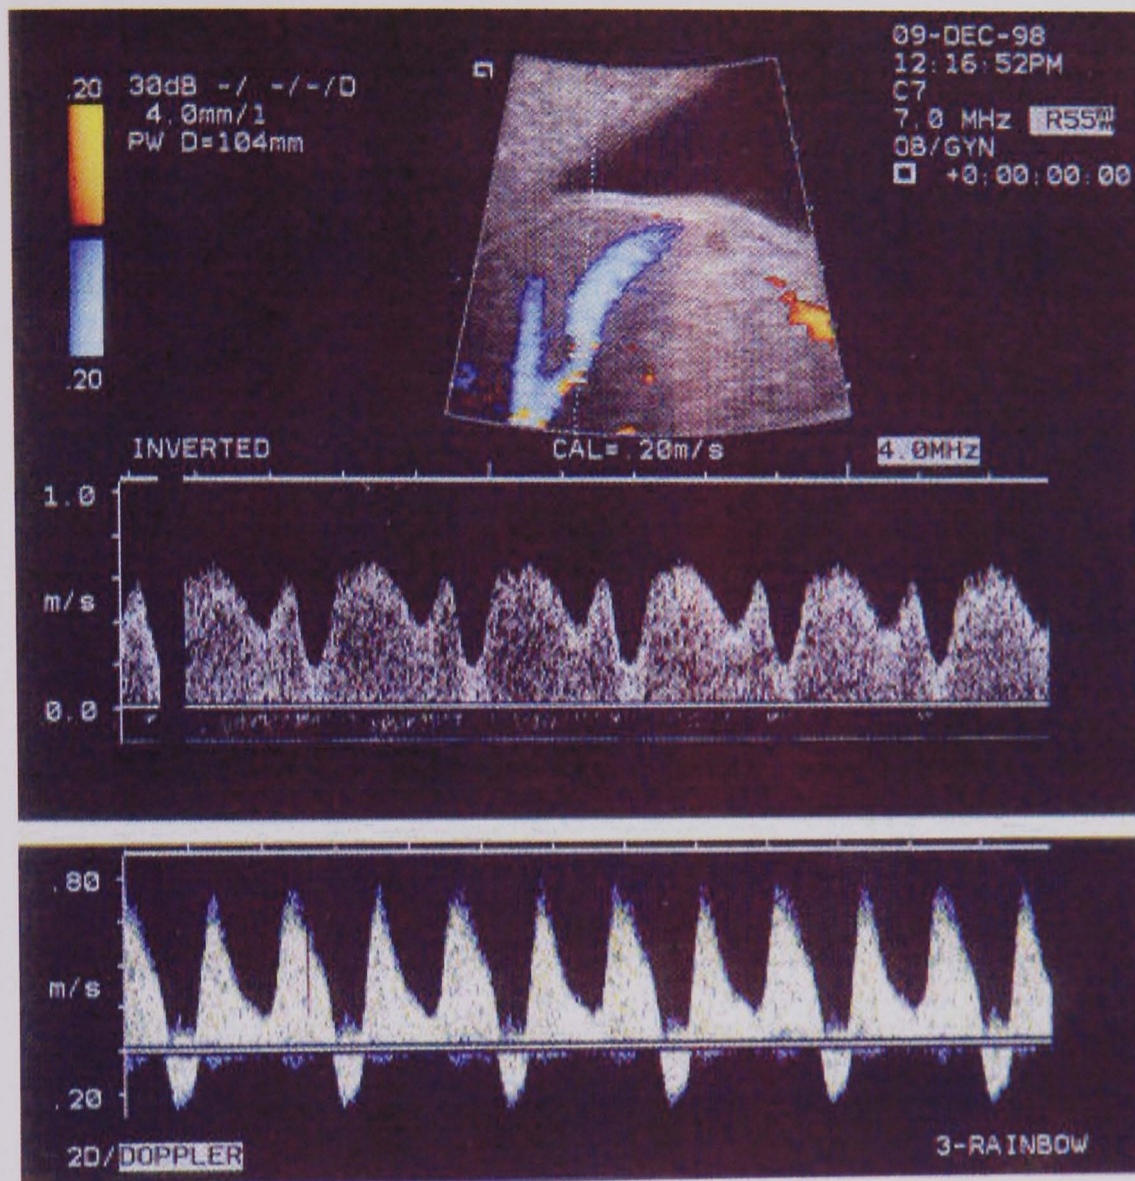 .20
30dB -/ -/-/D
4.0mm/1
PW D=104mm
.20
09-DEC-98
12:16:52PM
C7
7.0 MHz R55
OB/GYN
+0:00:00:00
INVERTED
CAL= .20m/s
4.0MHz
1.0
m/s
0.0
.80
m/s
.20
2D/DOPPLER
3-RAINBOW